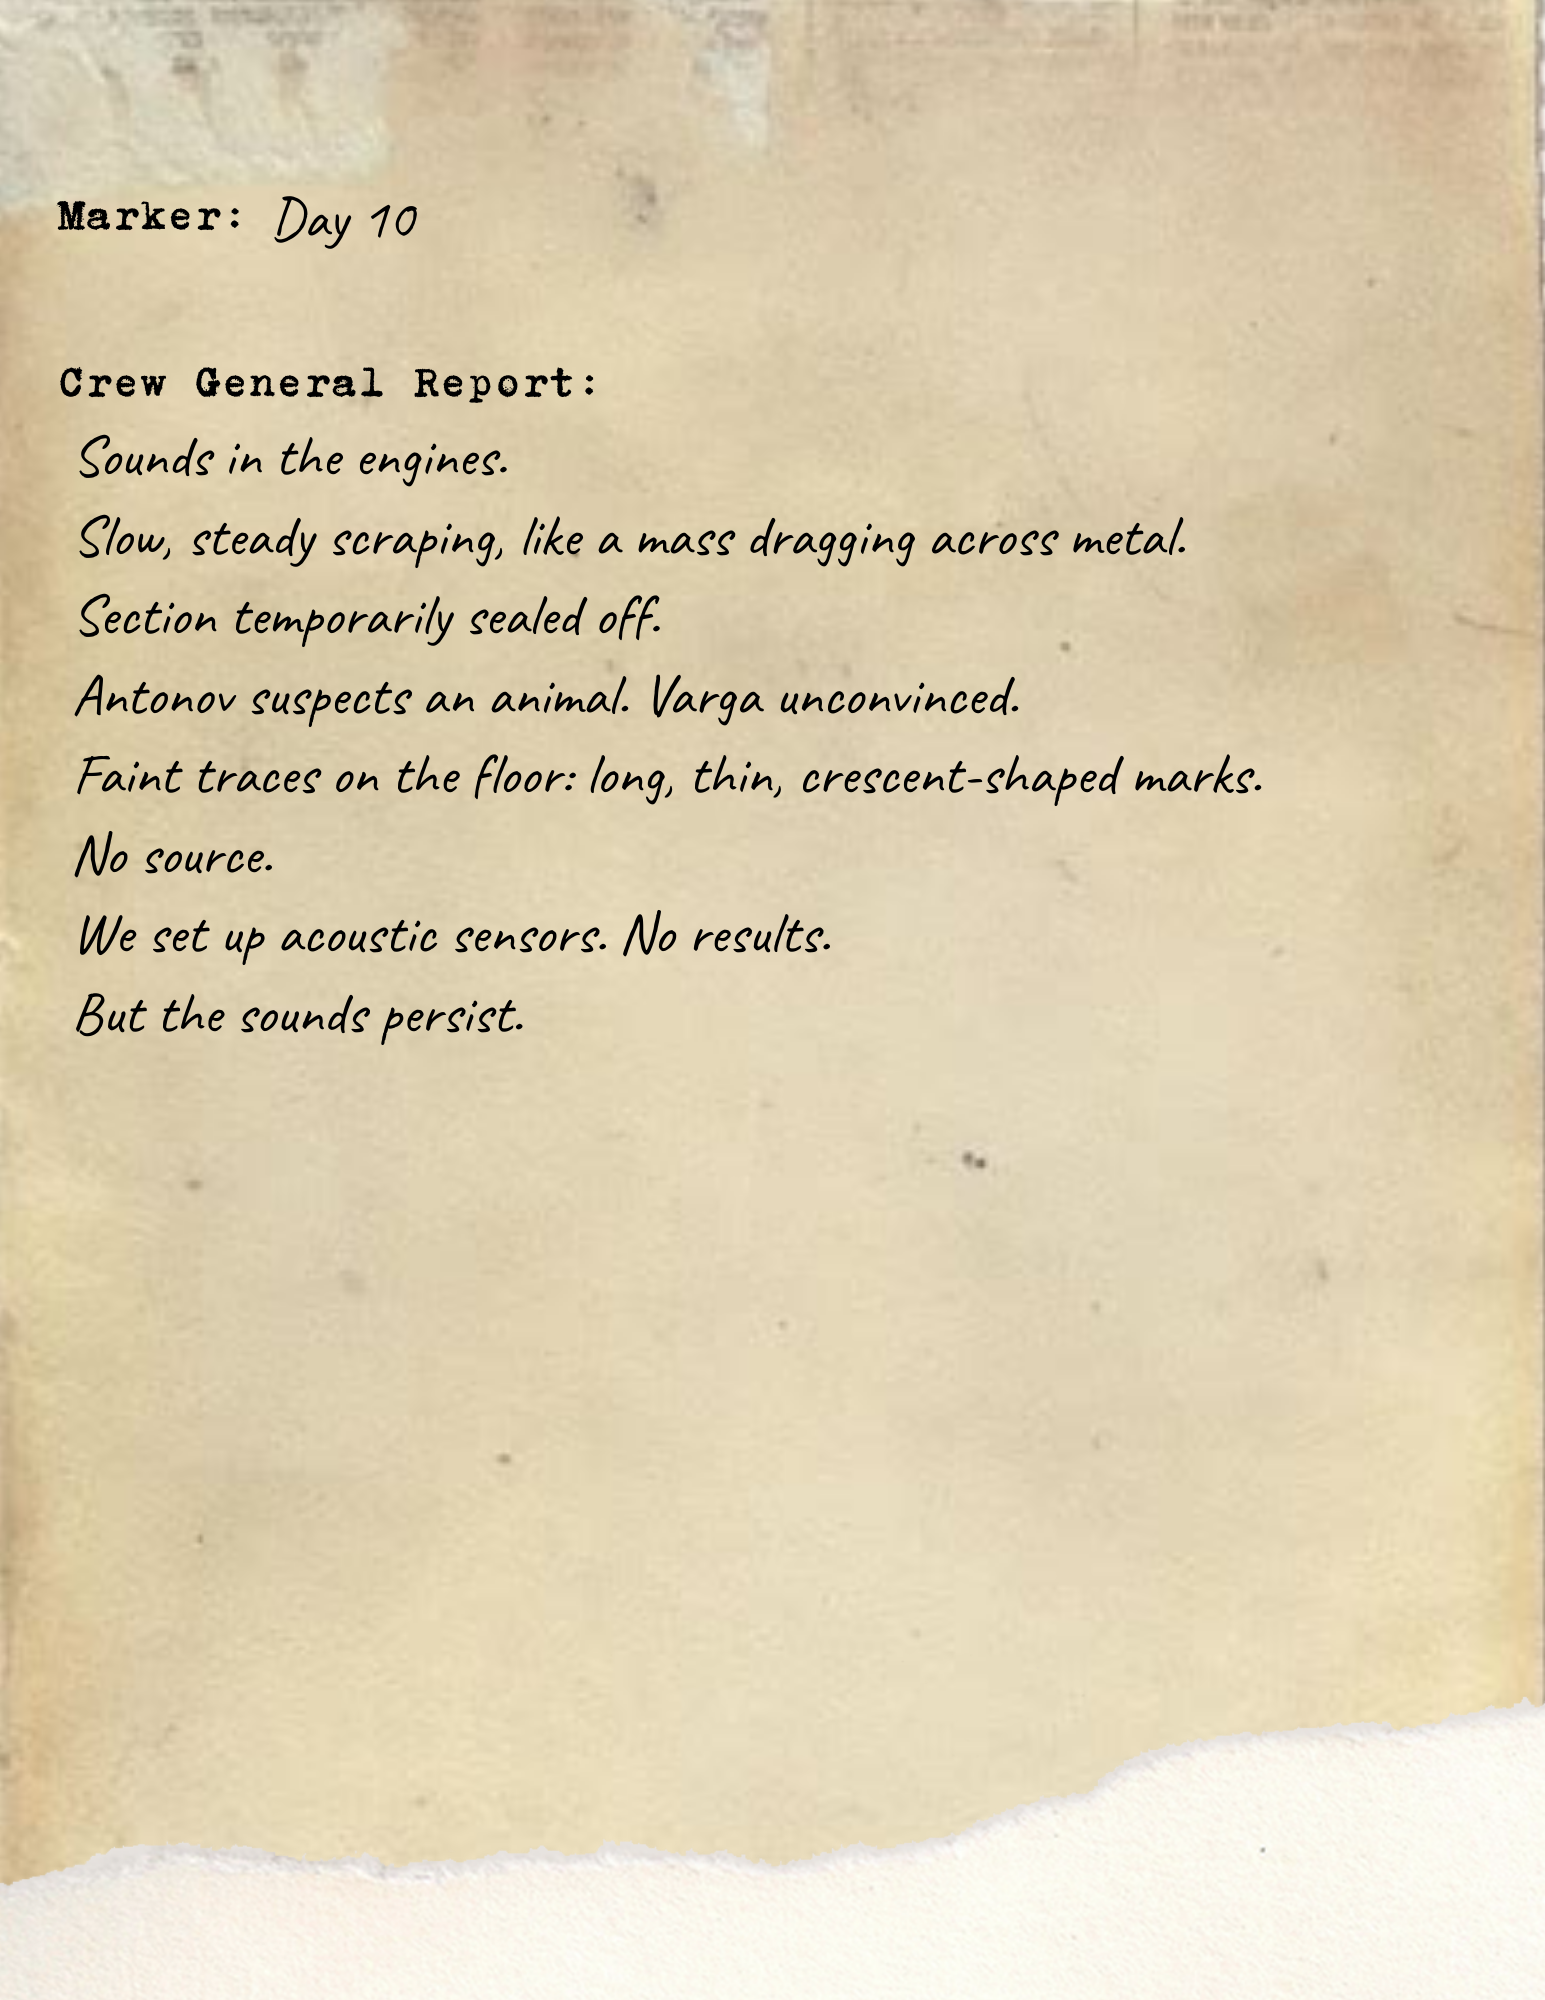 Marker: Day 10
Crew General Report:
Sounds in the engines.
Slow, steady scraping, like a mass dragging across metal.
Section temporarily sealed off.
Antonov suspects an animal. Varga unconvinced.
Faint traces on the floor: long, thin, crescent-shaped marks.
No source.
We set up acoustic sensors. No results.
But the sounds persist.